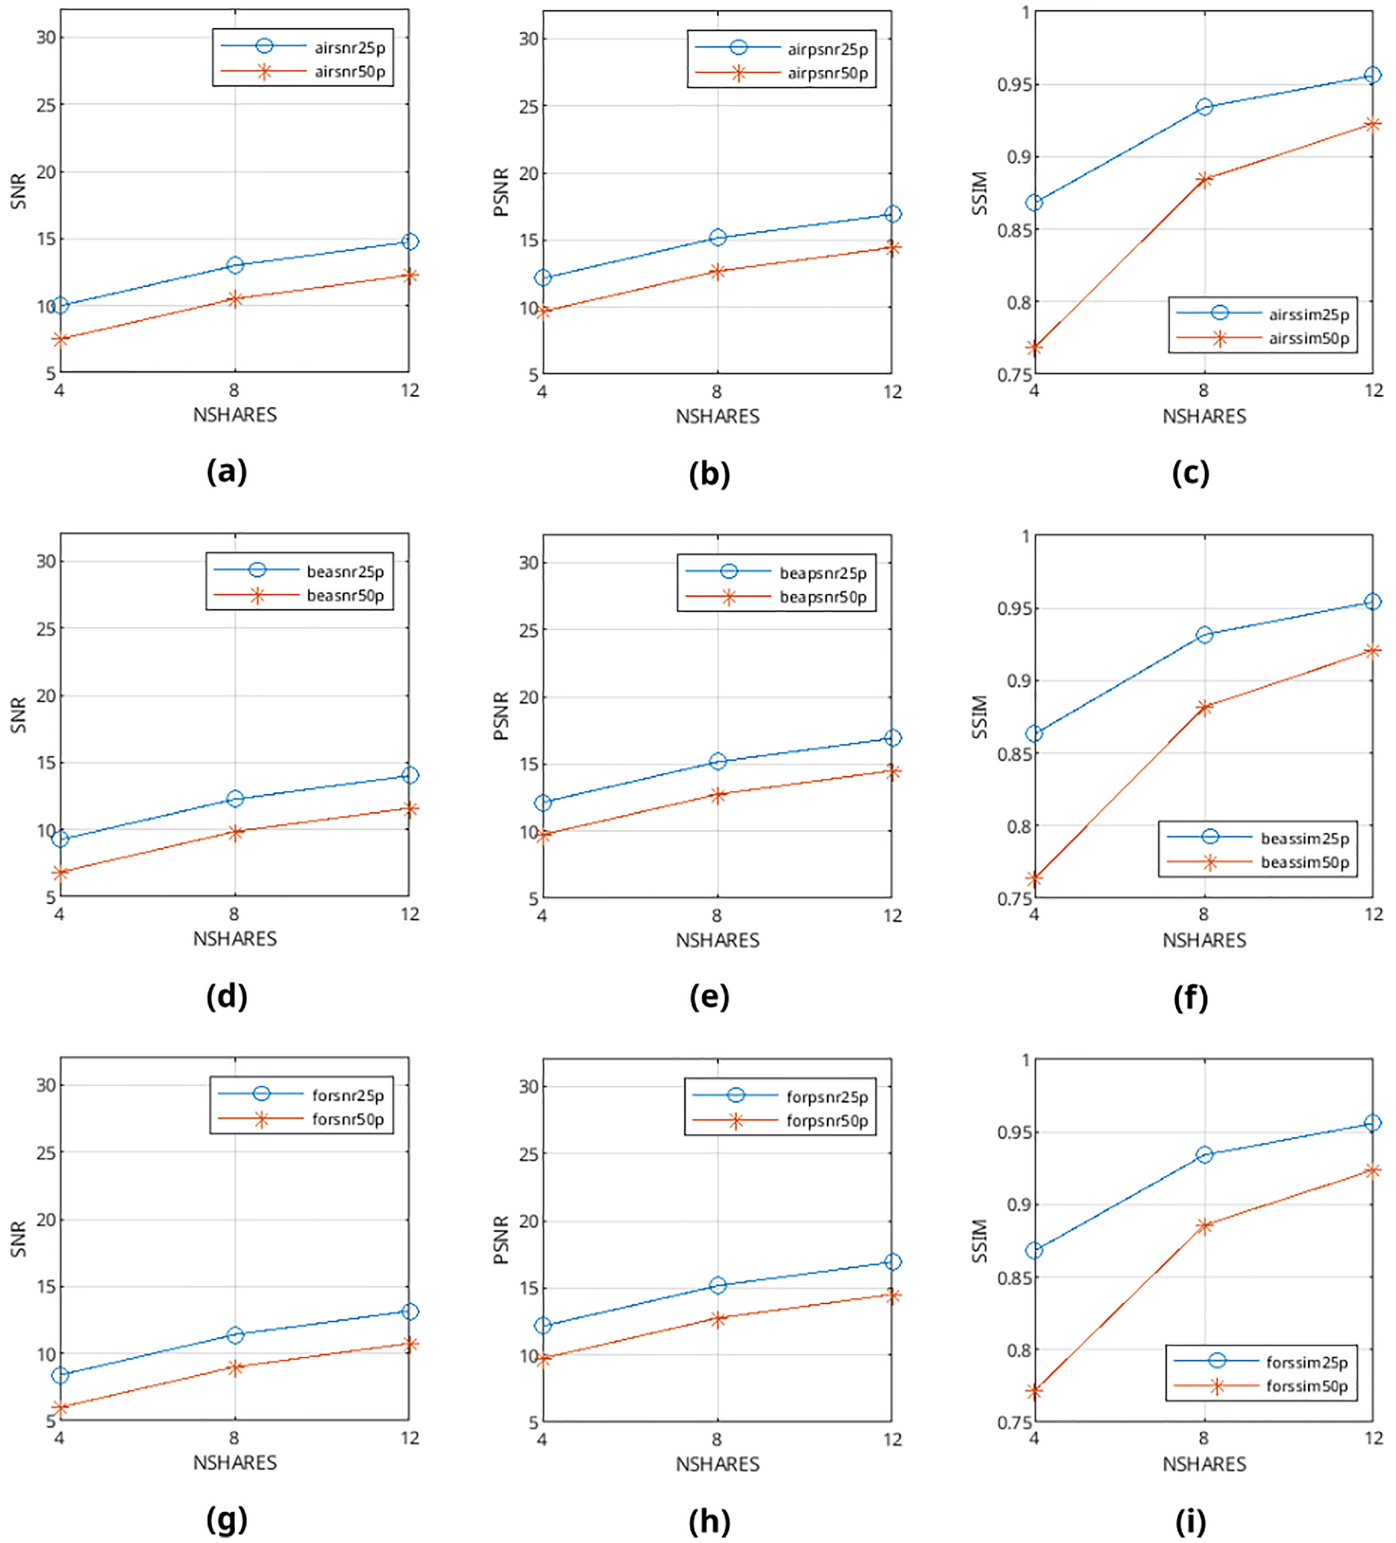 30
25
20
15
10
5
SNR
airsnr25p
airsnr50p
4 8 12
NSHARES
(a)
30
25
20
15
10
5
PSNR
airpsnr25p
airpsnr50p
4 8 12
NSHARES
(b)
1
0.95
0.9
0.85
0.8
0.75
SSIM
airssim25p
airssim50p
4 8 12
NSHARES
(c)
30
25
20
15
10
5
SNR
beasnr25p
beasnr50p
4 8 12
NSHARES
(d)
30
25
20
15
10
5
PSNR
beapsnr25p
beapsnr50p
4 8 12
NSHARES
(e)
1
0.95
0.9
0.85
0.8
0.75
SSIM
beassim25p
beassim50p
4 8 12
NSHARES
(f)
30
25
20
15
10
5
SNR
forsnr25p
forsnr50p
4 8 12
NSHARES
(g)
30
25
20
15
10
5
PSNR
forpsnr25p
forpsnr50p
4 8 12
NSHARES
(h)
1
0.95
0.9
0.85
0.8
0.75
SSIM
forssim25p
forssim50p
4 8 12
NSHARES
(i)